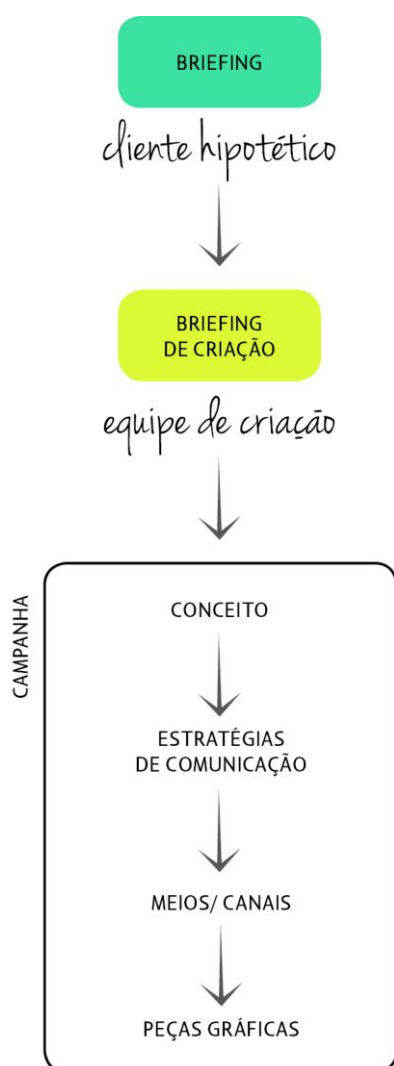 BRIEFING
cliente hipotético
BRIEFING
DE CRIAÇÃO
equipe de criação
CAMPANHA
CONCEITO
ESTRATÉGIAS
DE COMUNICAÇÃO
MEIOS/ CANAIS
PEÇAS GRÁFICAS